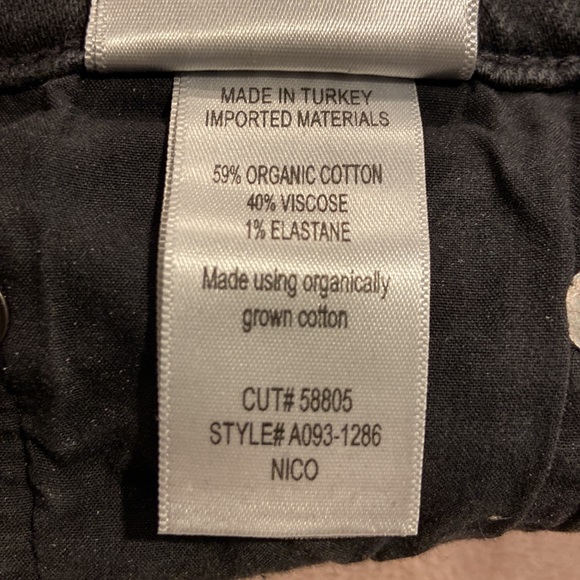 MADE IN TURKEY
IMPORTED MATERIALS
59% ORGANIC COTTON
40% VISCOSE
1% ELASTANE
Made using organically
grown cotton
CUT# 58805
STYLE# A093-1286
NICO